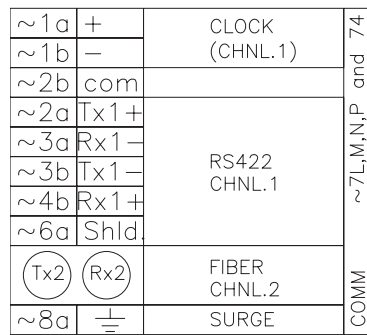 ~1a + CLOCK
~1b − (CHNL.1)
~2b com
~2a Tx1+
~3a Rx1−
~3b Tx1− RS422
~4b Rx1+ CHNL.1
~6a Shld.
Tx2 Rx2 FIBER
CHNL.2
~8a SURGE
COMM ~7L,M,N,P and 74